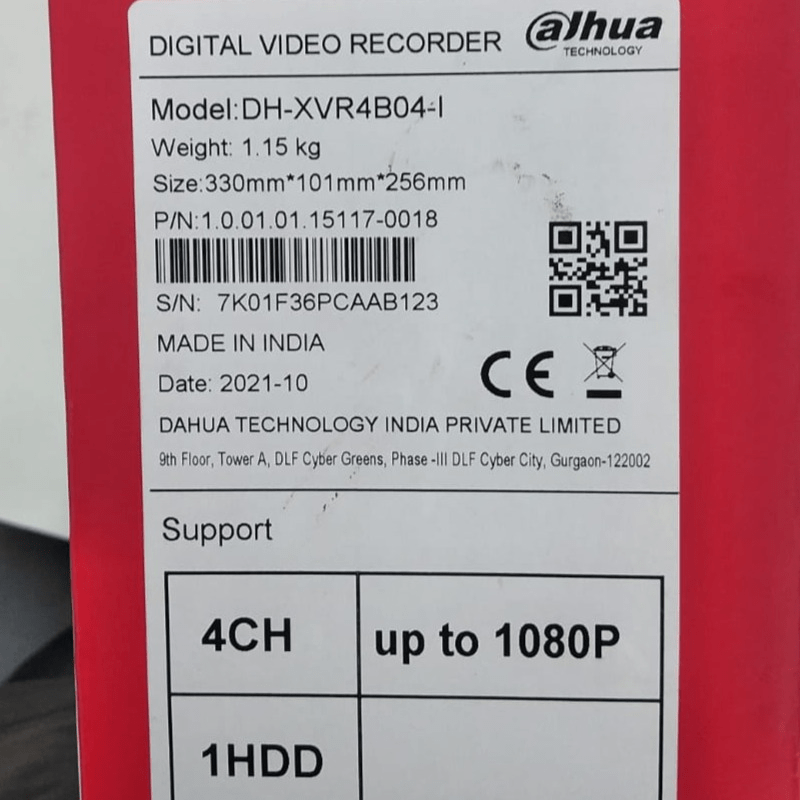 DIGITAL VIDEO RECORDER
alhua
TECHNOLOGY
Model:DH-XVR4B04-I
Weight: 1.15 kg
Size:330mm*101mm*256mm
P/N:1.0.01.01.15117-0018
S/N: 7K01F36PCAAB123
MADE IN INDIA
Date: 2021-10
CE
DAHUA TECHNOLOGY INDIA PRIVATE LIMITED
9th Floor, Tower A, DLF Cyber Greens, Phase -III DLF Cyber City, Gurgaon-122002
Support
4CH up to 1080P
1HDD